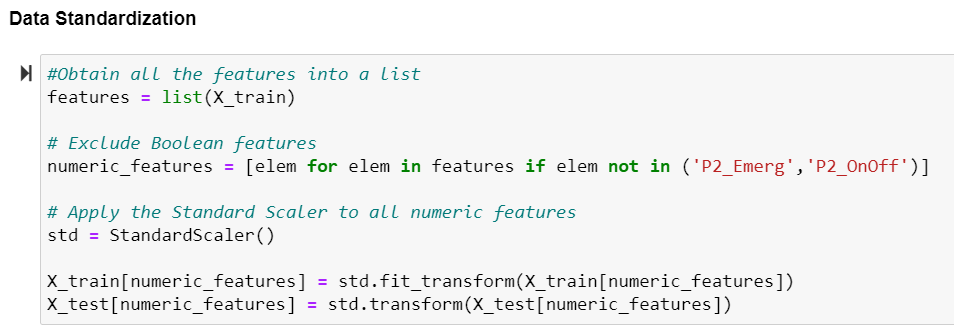 Data Standardization
#Obtain all the features into a list
features = list(X_train)
# Exclude Boolean features
numeric_features = [elem for elem in features if elem not in ('P2_Emerg','P2_OnOff')]
# Apply the Standard Scaler to all numeric features
std = StandardScaler()
X_train[numeric_features] = std.fit_transform(X_train[numeric_features])
X_test[numeric_features] = std.transform(X_test[numeric_features])